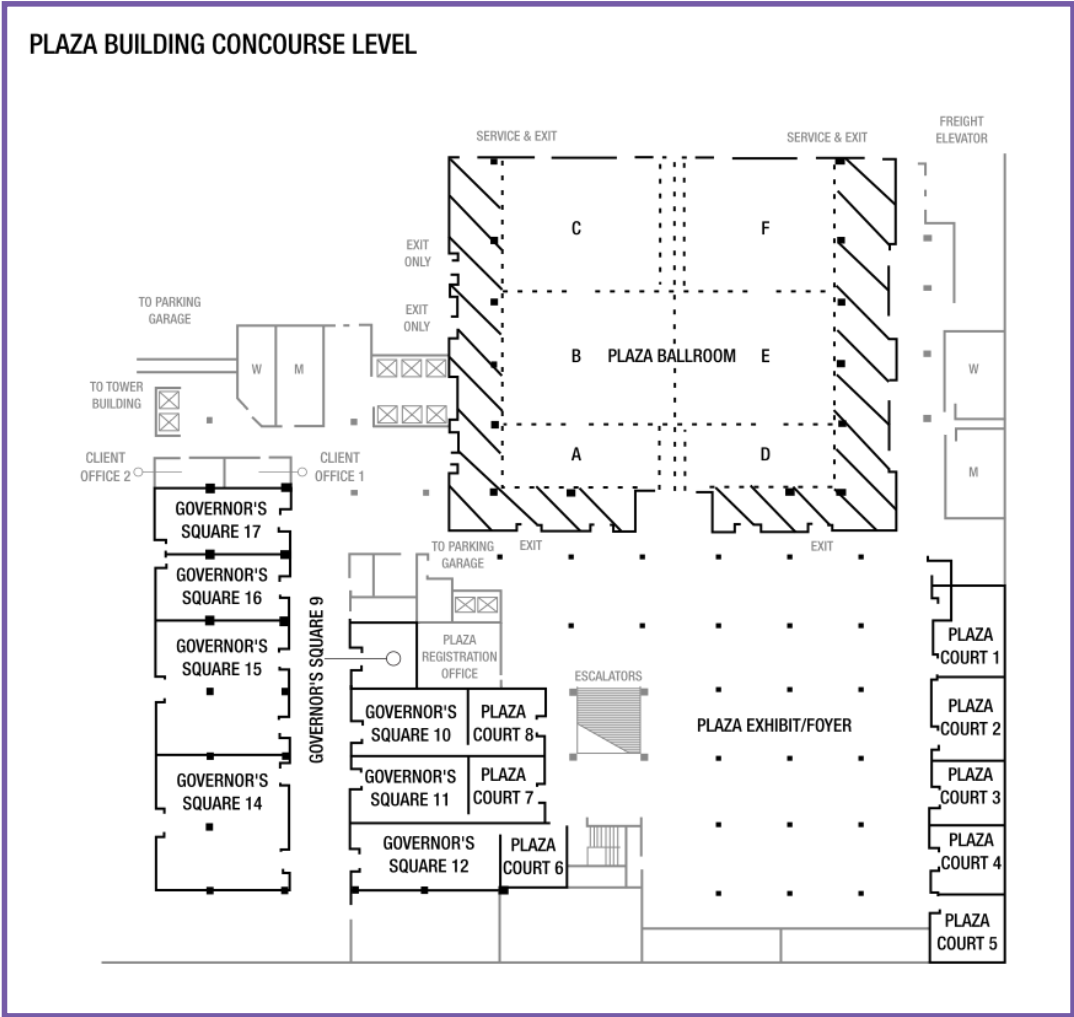 PLAZA BUILDING CONCOURSE LEVEL
SERVICE & EXIT
SERVICE & EXIT
FREIGHT
ELEVATOR
C
F
EXIT
ONLY
TO PARKING
GARAGE
EXIT
ONLY
W
M
B
PLAZA BALLROOM
E
W
TO TOWER
BUILDING
CLIENT
OFFICE 2
CLIENT
OFFICE 1
A
D
M
GOVERNOR'S
SQUARE 17
TO PARKING
GARAGE
EXIT
EXIT
GOVERNOR'S
SQUARE 16
GOVERNOR'S SQUARE 9
GOVERNOR'S
SQUARE 15
PLAZA
REGISTRATION
OFFICE
PLAZA
COURT 1
ESCALATORS
GOVERNOR'S
SQUARE 10
PLAZA
COURT 8
PLAZA EXHIBIT/FOYER
PLAZA
COURT 2
GOVERNOR'S
SQUARE 14
GOVERNOR'S
SQUARE 11
PLAZA
COURT 7
PLAZA
COURT 3
GOVERNOR'S
SQUARE 12
PLAZA
COURT 6
PLAZA
COURT 4
PLAZA
COURT 5